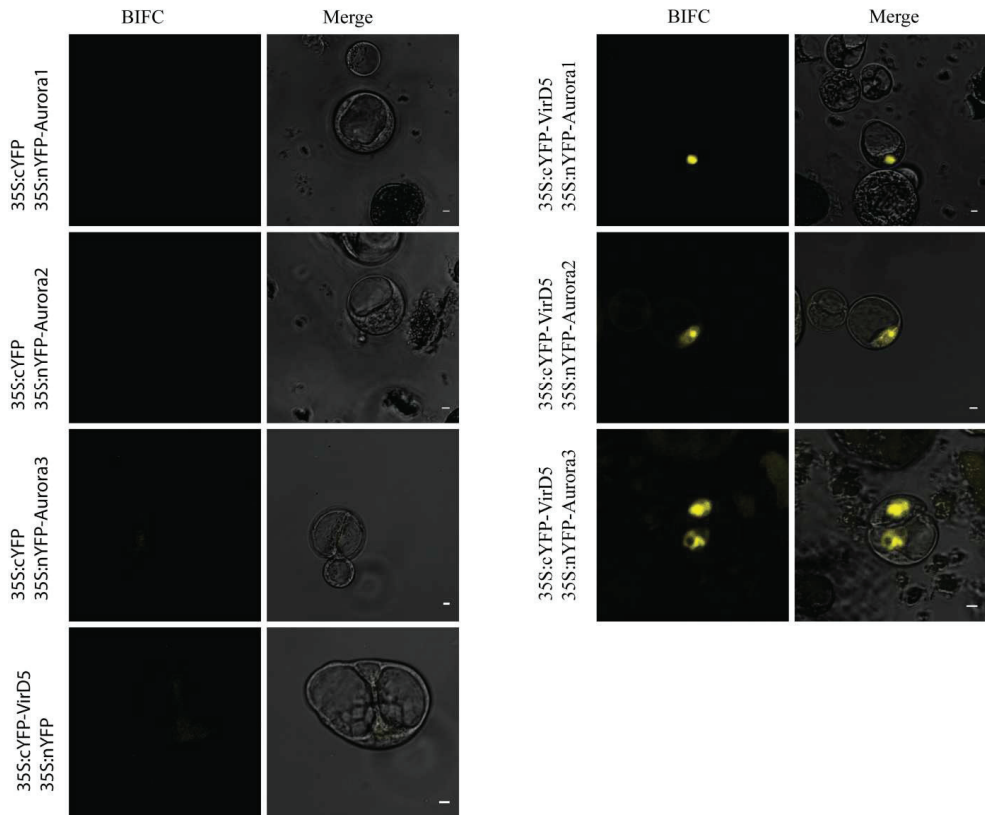 BIFC Merge
35S:cYFP
35S:nYFP-Aurora1
35S:cYFP
35S:nYFP-Aurora2
35S:cYFP
35S:nYFP-Aurora3
35S:cYFP-VirD5
35S:nYFP
BIFC Merge
35S:cYFP-VirD5
35S:nYFP-Aurora1
35S:cYFP-VirD5
35S:nYFP-Aurora2
35S:cYFP-VirD5
35S:nYFP-Aurora3